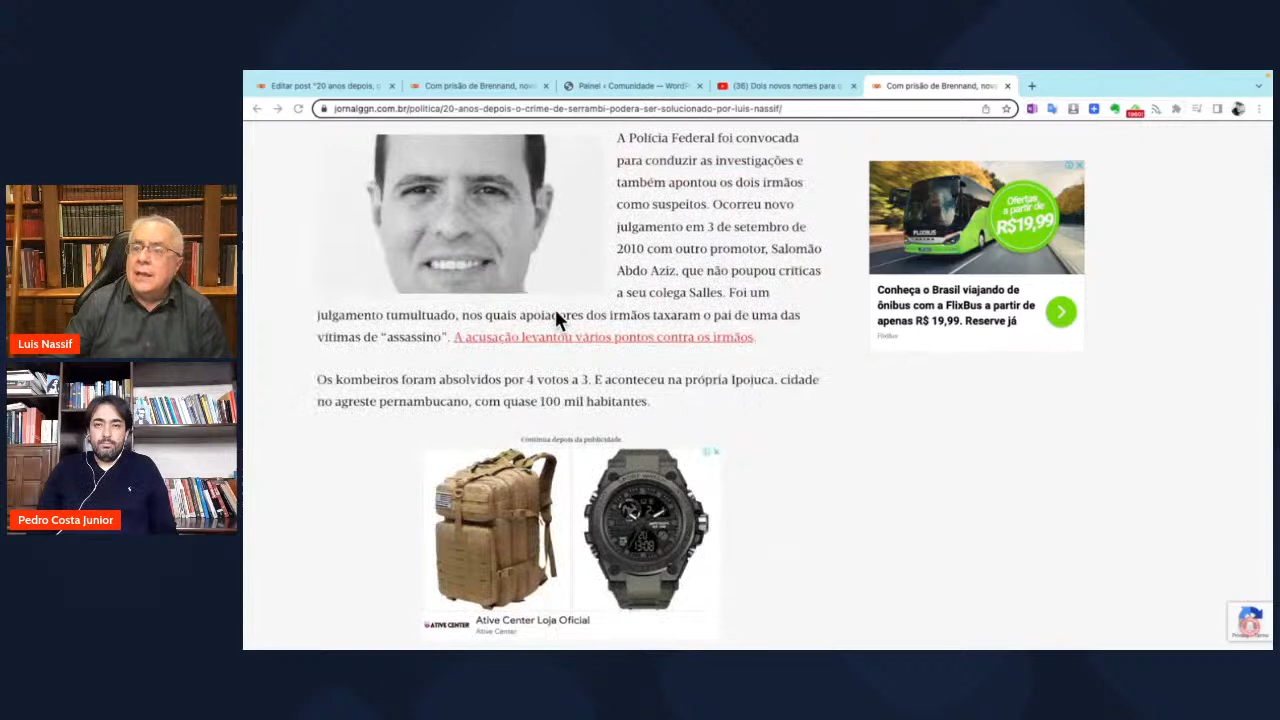 Editar post "20 anos depois, o
Com prisão de Brennand, nov
Painel ‹ Comunidade — WordP
(36) Dois novos nomes para o
Com prisão de Brennand, nov
jornalggn.com.br/politica/20-anos-depois-o-crime-de-serrambi-podera-ser-solucionado-por-luis-nassif/
A Polícia Federal foi convocada
para conduzir as investigações e
também apontou os dois irmãos
como suspeitos. Ocorreu novo
julgamento em 3 de setembro de
2010 com outro promotor, Salomão
Abdo Aziz, que não poupou críticas
a seu colega Salles. Foi um
julgamento tumultuado, nos quais apoiadores dos irmãos taxaram o pai de uma das
vítimas de “assassino”. A acusação levantou vários pontos contra os irmãos.
Os kombeiros foram absolvidos por 4 votos a 3. E aconteceu na própria Ipojuca, cidade
no agreste pernambucano, com quase 100 mil habitantes.
Continua depois da publicidade
ATIVE CENTER
Ative Center Loja Oficial
Ative Center
FLIXBUS
Ofertas
a partir de
R$19,99
Conheça o Brasil viajando de
ônibus com a FlixBus a partir de
apenas R$ 19,99. Reserve já
FlixBus
Luis Nassif
Pedro Costa Junior